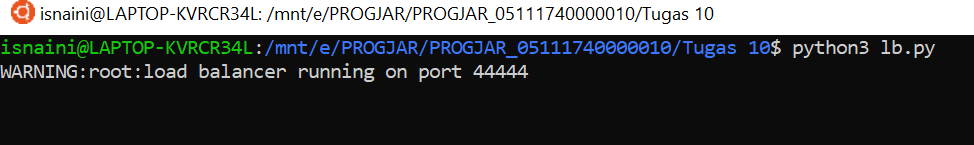 isnaini@LAPTOP-KVRCR34L: /mnt/e/PROGJAR/PROGJAR_05111740000010/Tugas 10
isnaini@LAPTOP-KVRCR34L:/mnt/e/PROGJAR/PROGJAR_05111740000010/Tugas 10$ python3 lb.py
WARNING:root:load balancer running on port 44444